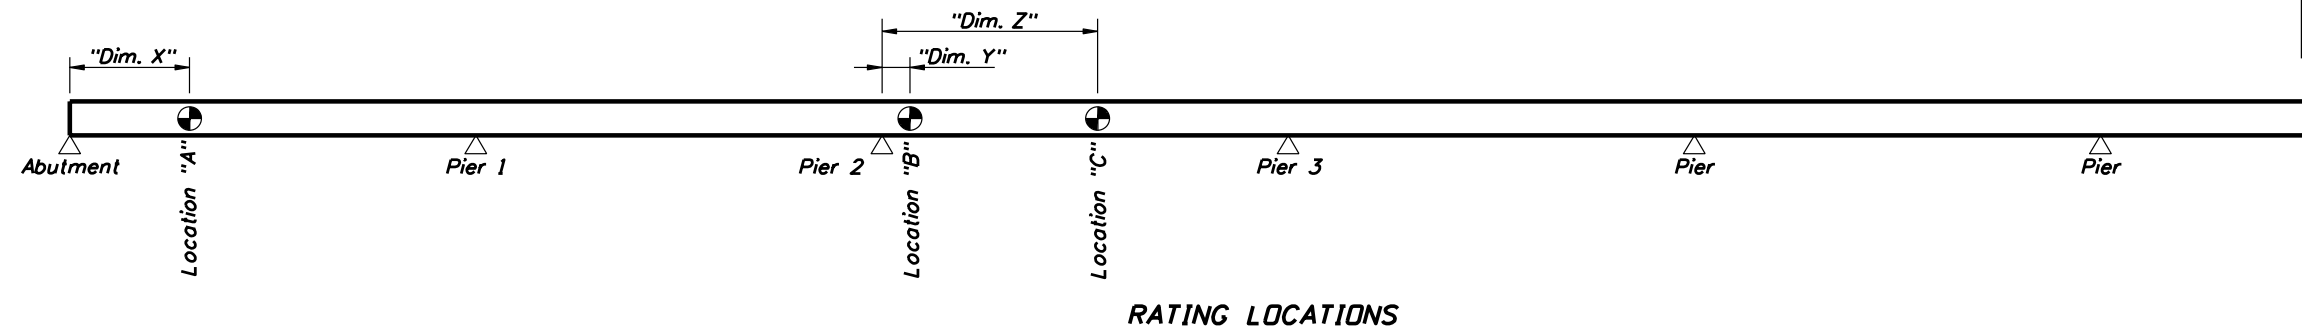 "Dim. Z"
"Dim. X"
"Dim. Y"
Abutment
Location "A"
Pier 1
Pier 2
Location "B"
Location "C"
Pier 3
Pier
Pier
RATING LOCATIONS